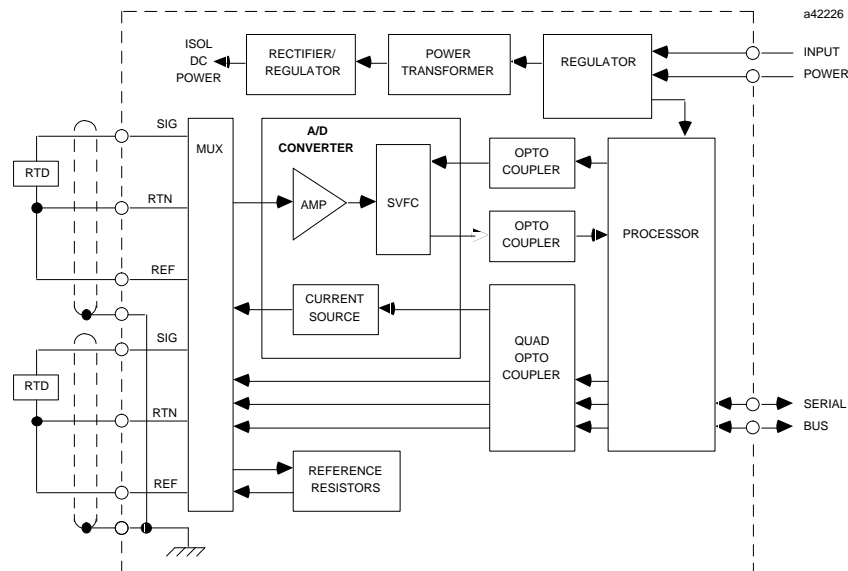 a42226
ISOL
DC
POWER
RECTIFIER/
REGULATOR
POWER
TRANSFORMER
REGULATOR
INPUT
POWER
SIG
RTD
RTN
REF
MUX
A/D
CONVERTER
AMP
SVFC
OPTO
COUPLER
OPTO
COUPLER
PROCESSOR
CURRENT
SOURCE
QUAD
OPTO
COUPLER
SIG
RTD
RTN
REF
REFERENCE
RESISTORS
SERIAL
BUS